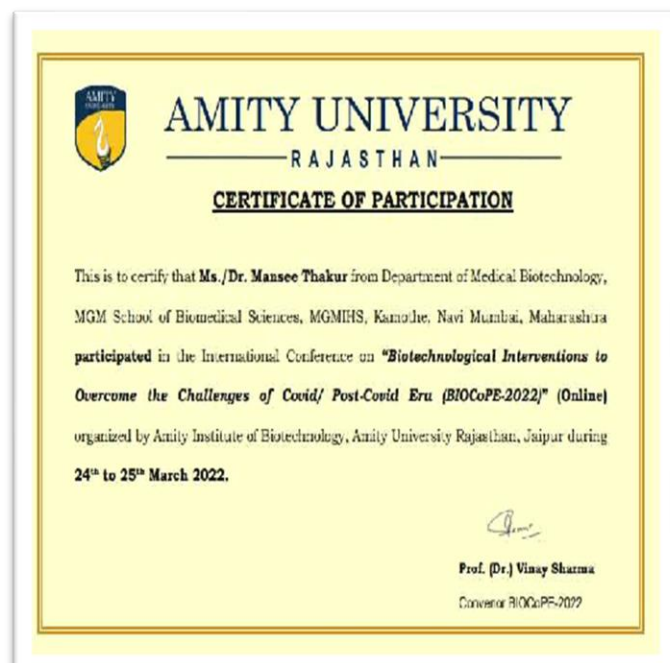 AMITY
AMITY UNIVERSITY
RAJASTHAN
CERTIFICATE OF PARTICIPATION
This is to certify that Ms./Dr. Mansee Thakur from Department of Medical Biotechnology,
MGM School of Biomedical Sciences, MGMIHS, Kamothe, Navi Mumbai, Maharashtra
participated in the International Conference on "Biotechnological Interventions to
Overcome the Challenges of Covid/ Post-Covid Era (BIOCoPE-2022)" (Online)
organized by Amity Institute of Biotechnology, Amity University Rajasthan, Jaipur during
24th to 25th March 2022.
Prof. (Dr.) Vinay Sharma
Convenor BIOCoPE-2022